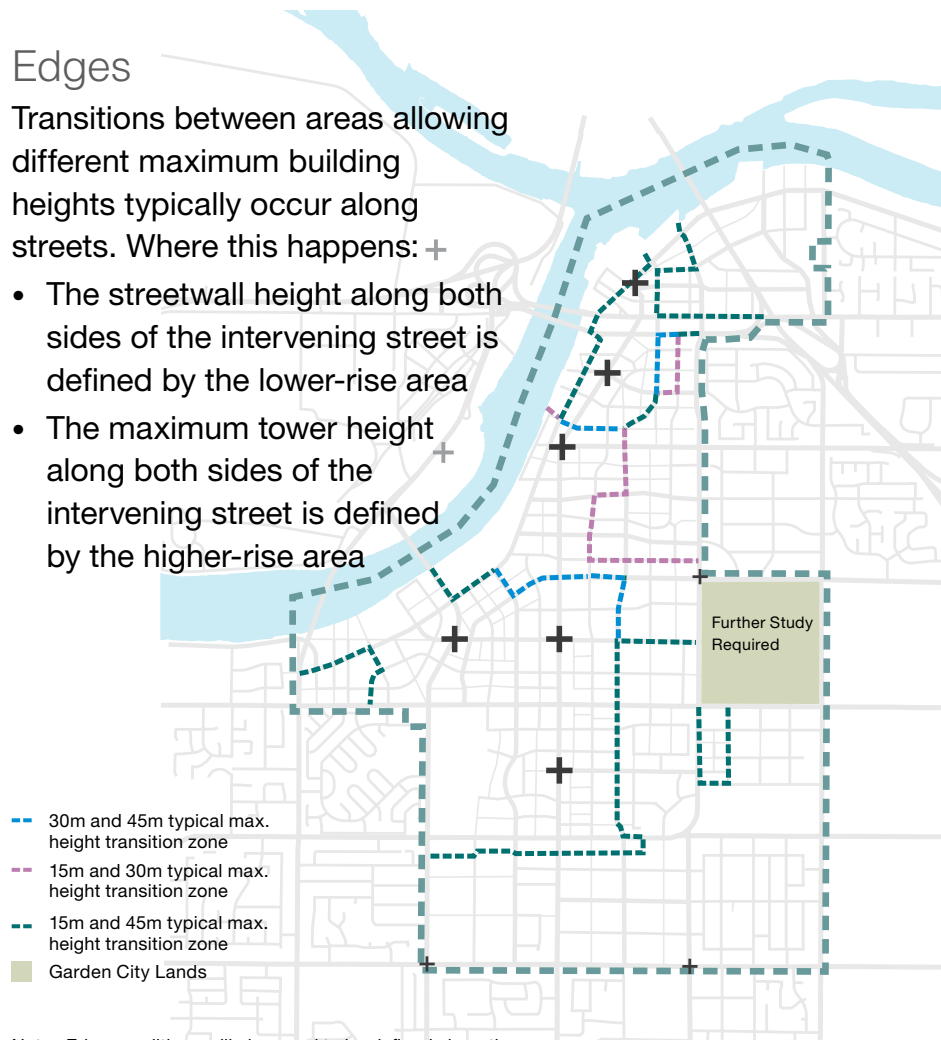 Edges
Transitions between areas allowing
different maximum building
heights typically occur along
streets. Where this happens:
• The streetwall height along both
sides of the intervening street is
defined by the lower-rise area
• The maximum tower height
along both sides of the
intervening street is defined
by the higher-rise area
Further Study
Required
30m and 45m typical max.
height transition zone
15m and 30m typical max.
height transition zone
15m and 45m typical max.
height transition zone
Garden City Lands